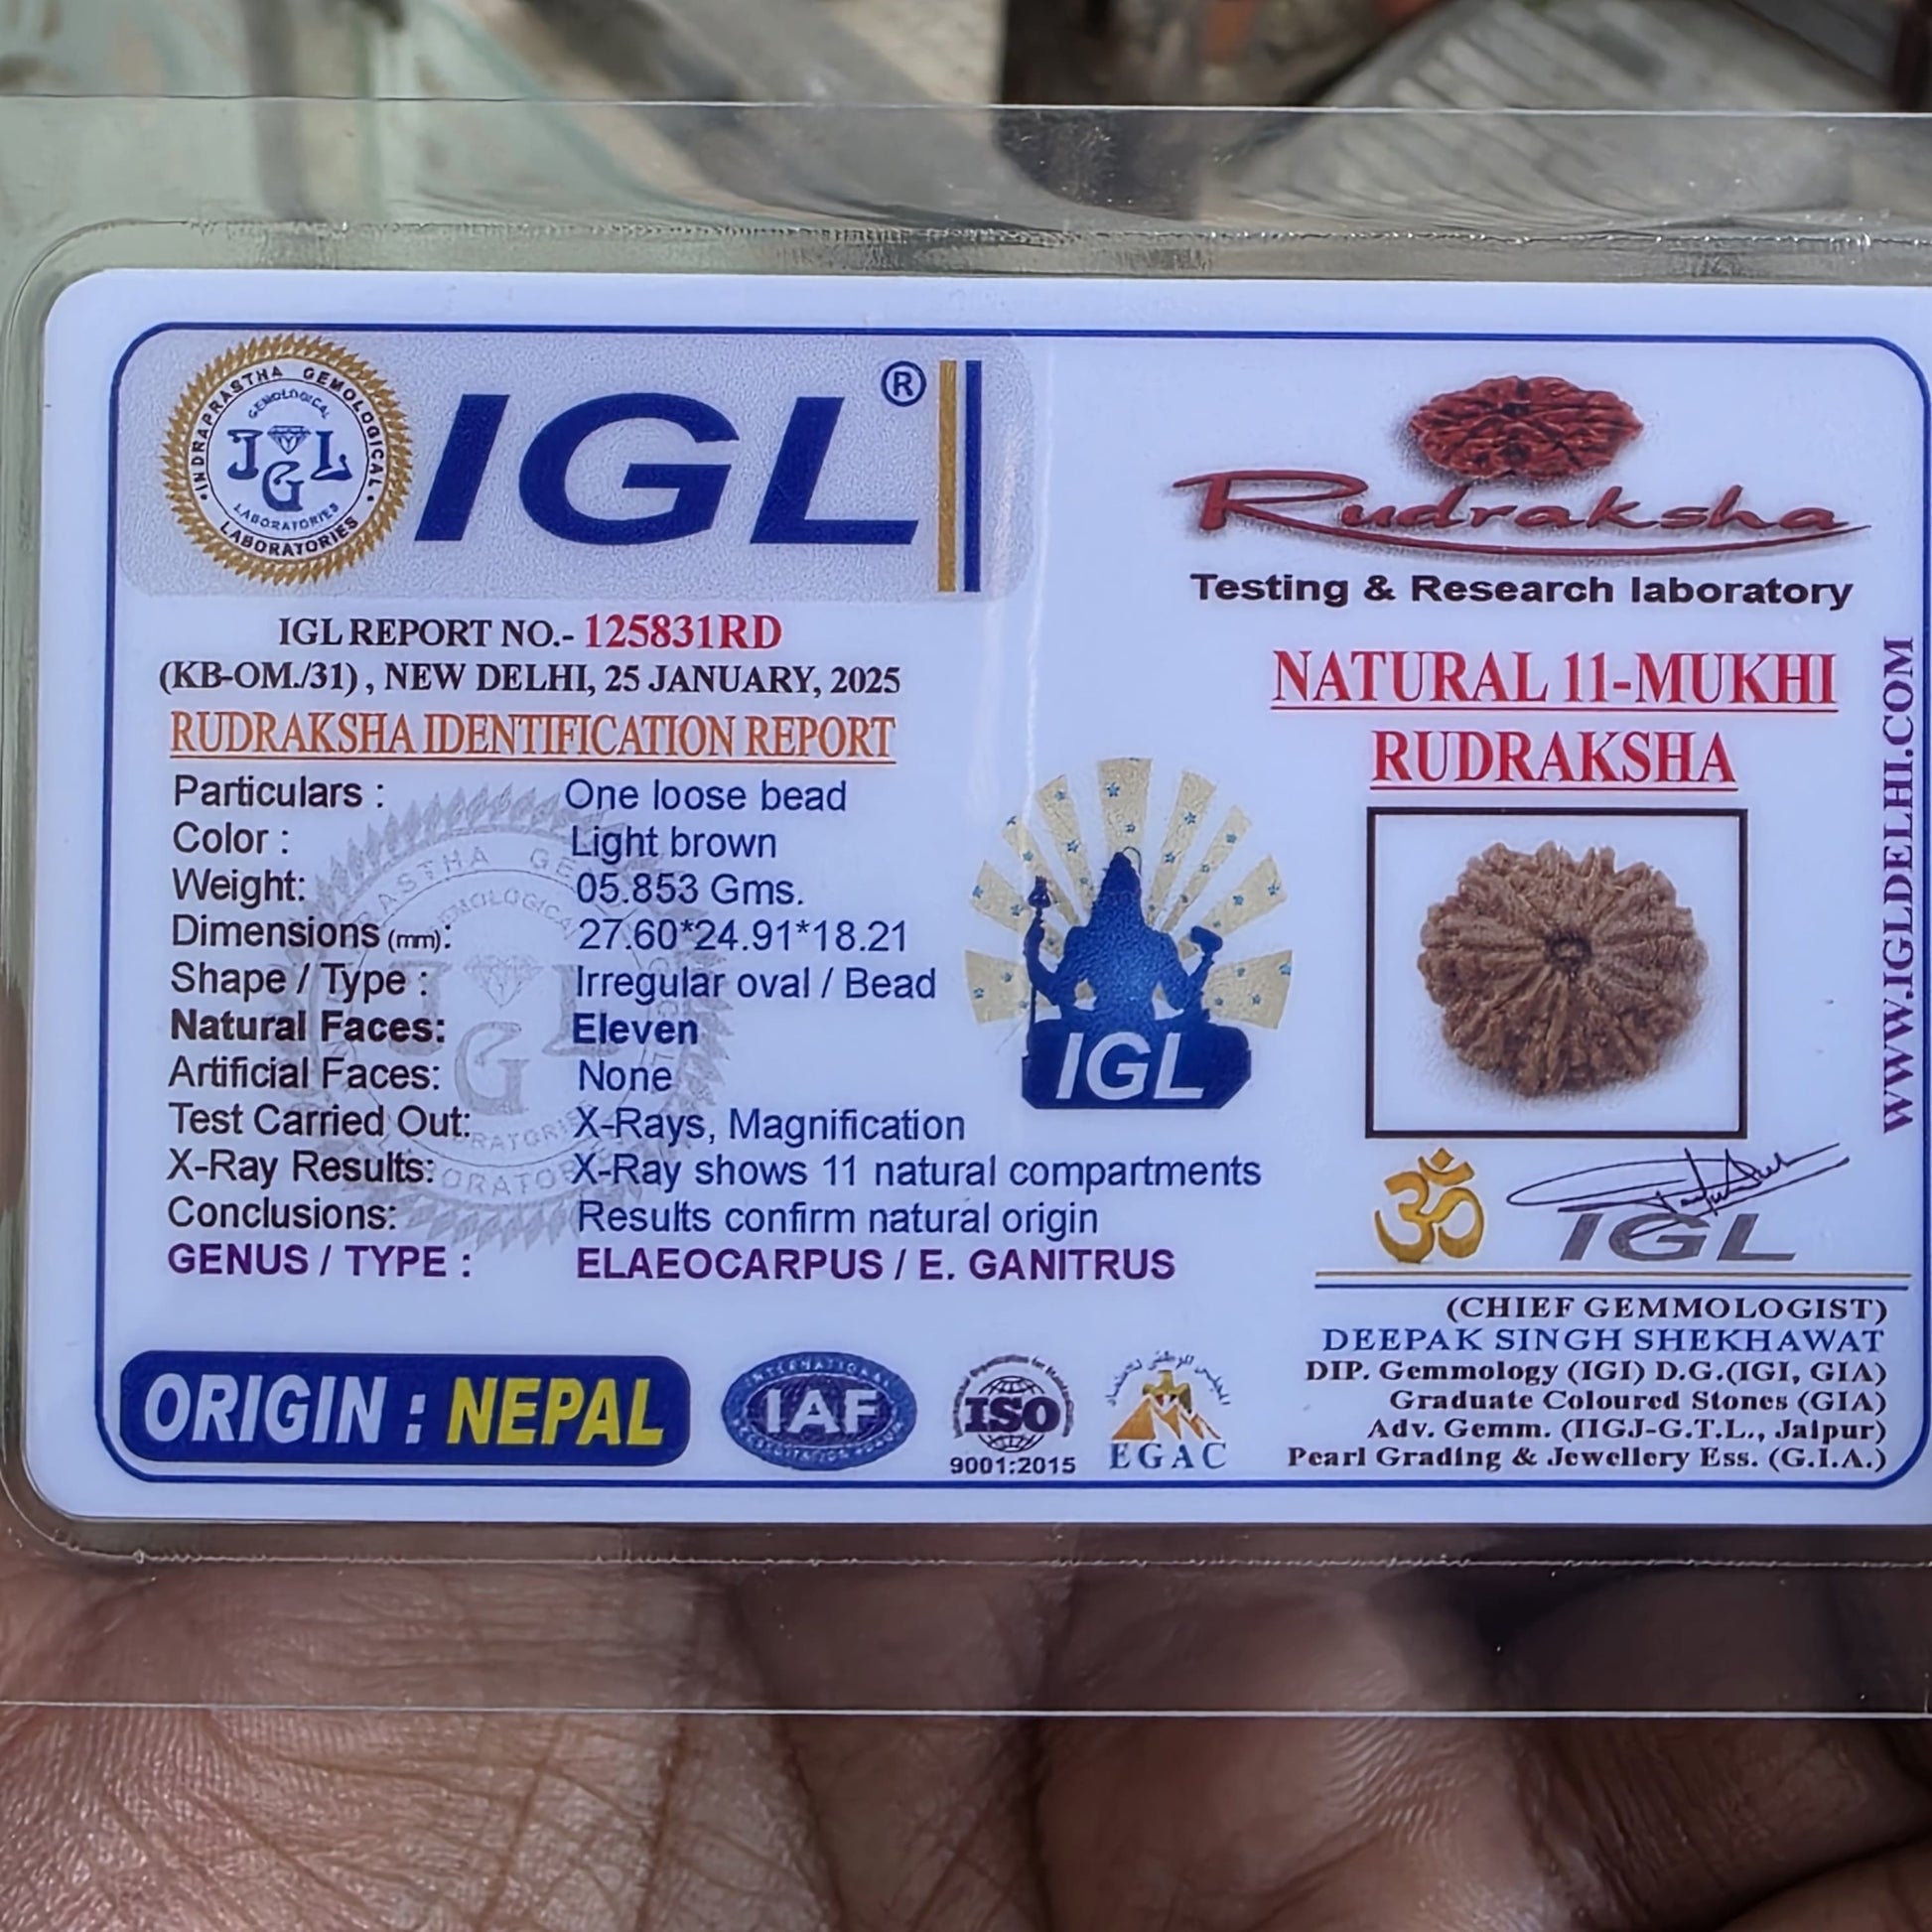 INDRAPRASTHA GEMOLOGICAL
LABORATORIES
GEMOLOGICAL
IGL
LABORATORIES
IGL®
IGL REPORT NO.- 125831RD
(KB-OM./31) , NEW DELHI, 25 JANUARY, 2025
RUDRAKSHA IDENTIFICATION REPORT
Particulars : One loose bead
Color : Light brown
Weight: 05.853 Gms.
Dimensions (mm): 27.60*24.91*18.21
Shape / Type : Irregular oval / Bead
Natural Faces: Eleven
Artificial Faces: None
Test Carried Out: X-Rays, Magnification
X-Ray Results: X-Ray shows 11 natural compartments
Conclusions: Results confirm natural origin
GENUS / TYPE : ELAEOCARPUS / E. GANITRUS
IGL
ORIGIN : NEPAL
INTERNATIONAL
IAF
ISO
9001:2015
EGAC
Rudraksha
Testing & Research laboratory
NATURAL 11-MUKHI
RUDRAKSHA
ॐ
IGL
(CHIEF GEMMOLOGIST)
DEEPAK SINGH SHEKHAWAT
DIP. Gemmology (IGI) D.G.(IGI, GIA)
Graduate Coloured Stones (GIA)
Adv. Gemm. (IIGJ-G.T.L., Jaipur)
Pearl Grading & Jewellery Ess. (G.I.A.)
WWW.IGLDELHI.COM